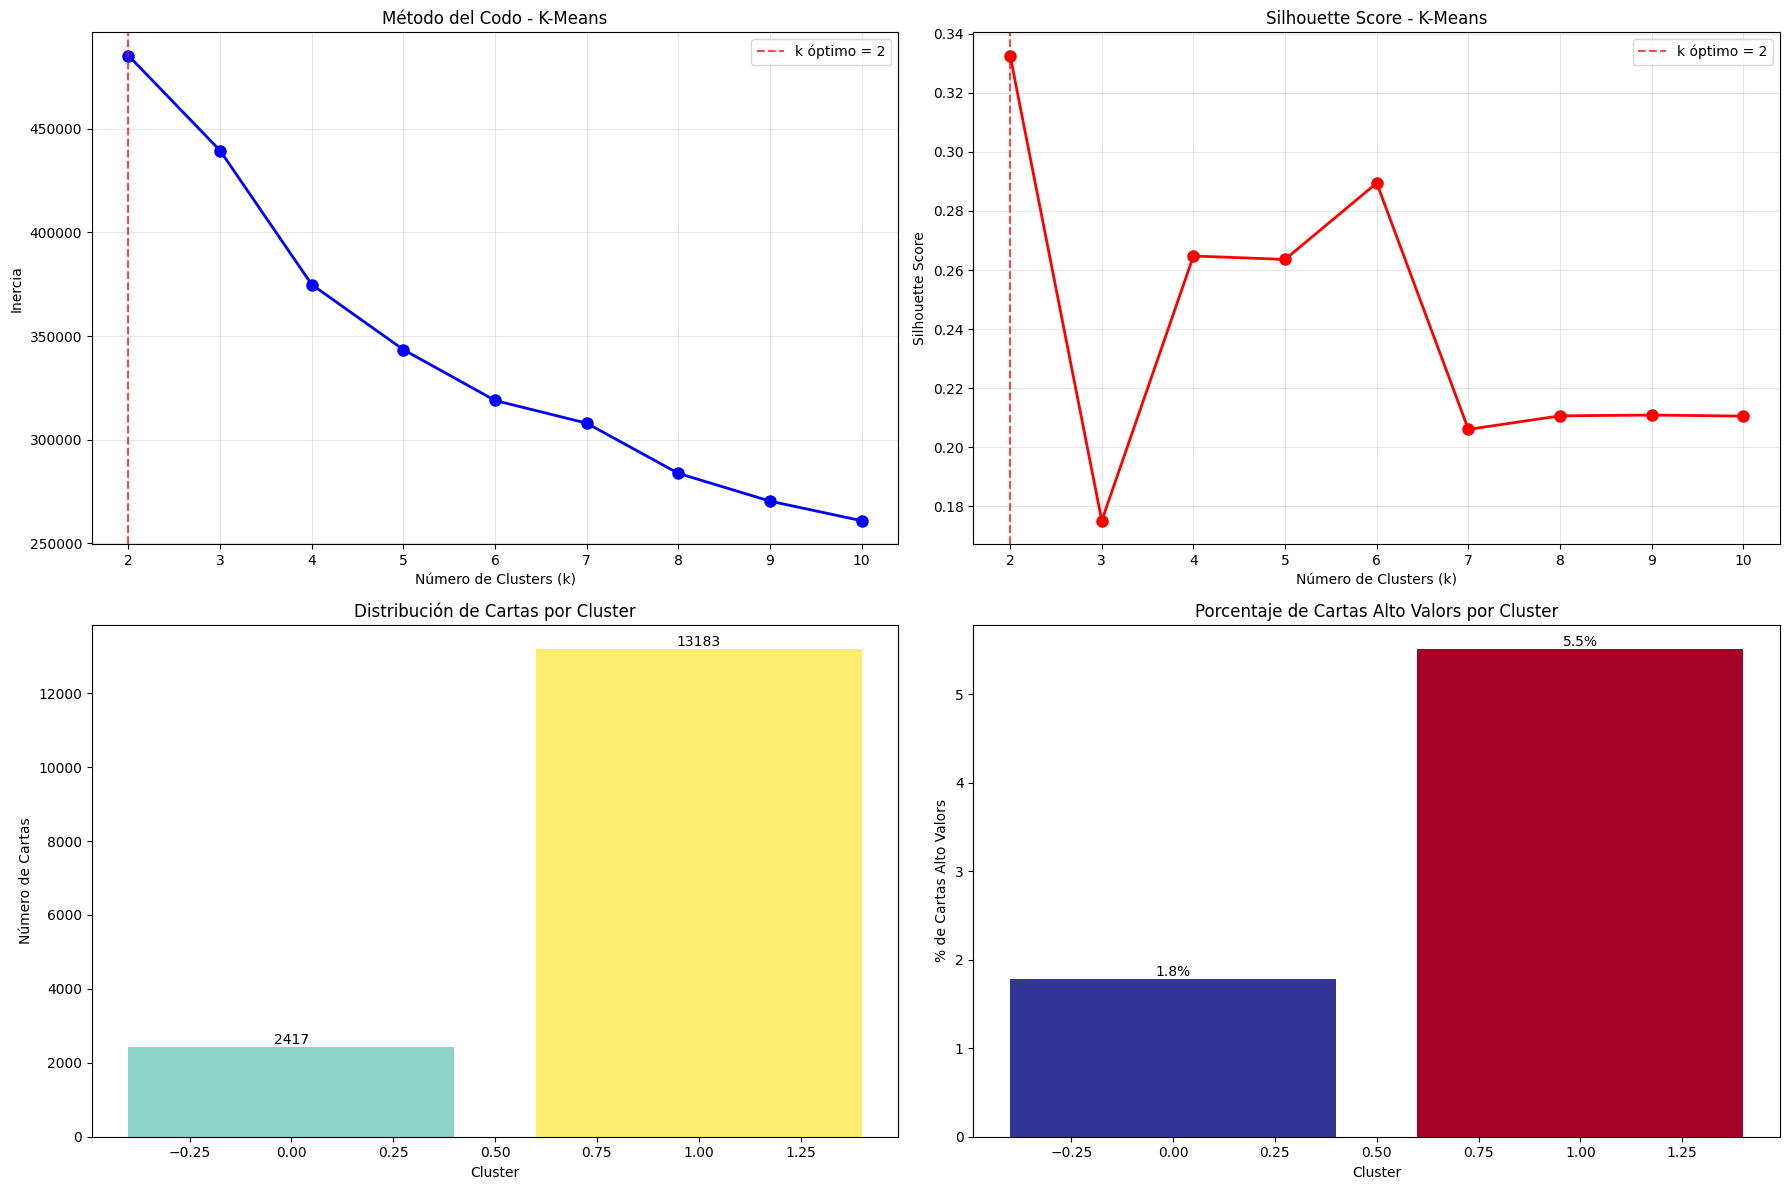 Método del Codo - K-Means
k óptimo = 2
Inercia
450000
400000
350000
300000
250000
2 3 4 5 6 7 8 9 10
Número de Clusters (k)
Silhouette Score - K-Means
k óptimo = 2
Silhouette Score
0.34
0.32
0.30
0.28
0.26
0.24
0.22
0.20
0.18
2 3 4 5 6 7 8 9 10
Número de Clusters (k)
Distribución de Cartas por Cluster
Número de Cartas
12000
10000
8000
6000
4000
2000
0
2417
13183
−0.25 0.00 0.25 0.50 0.75 1.00 1.25
Cluster
Porcentaje de Cartas Alto Valors por Cluster
% de Cartas Alto Valors
5
4
3
2
1
0
1.8%
5.5%
−0.25 0.00 0.25 0.50 0.75 1.00 1.25
Cluster